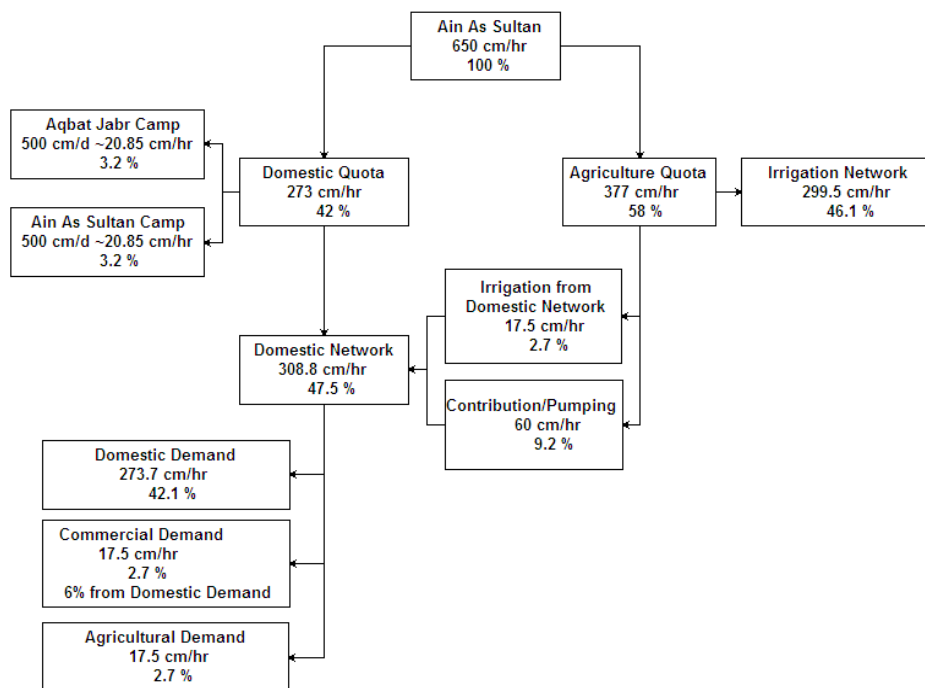 Ain As Sultan
650 cm/hr
100 %
Aqbat Jabr Camp
500 cm/d ~20.85 cm/hr
3.2 %
Domestic Quota
273 cm/hr
42 %
Agriculture Quota
377 cm/hr
58 %
Irrigation Network
299.5 cm/hr
46.1 %
Ain As Sultan Camp
500 cm/d ~20.85 cm/hr
3.2 %
Irrigation from
Domestic Network
17.5 cm/hr
2.7 %
Domestic Network
308.8 cm/hr
47.5 %
Contribution/Pumping
60 cm/hr
9.2 %
Domestic Demand
273.7 cm/hr
42.1 %
Commercial Demand
17.5 cm/hr
2.7 %
6% from Domestic Demand
Agricultural Demand
17.5 cm/hr
2.7 %